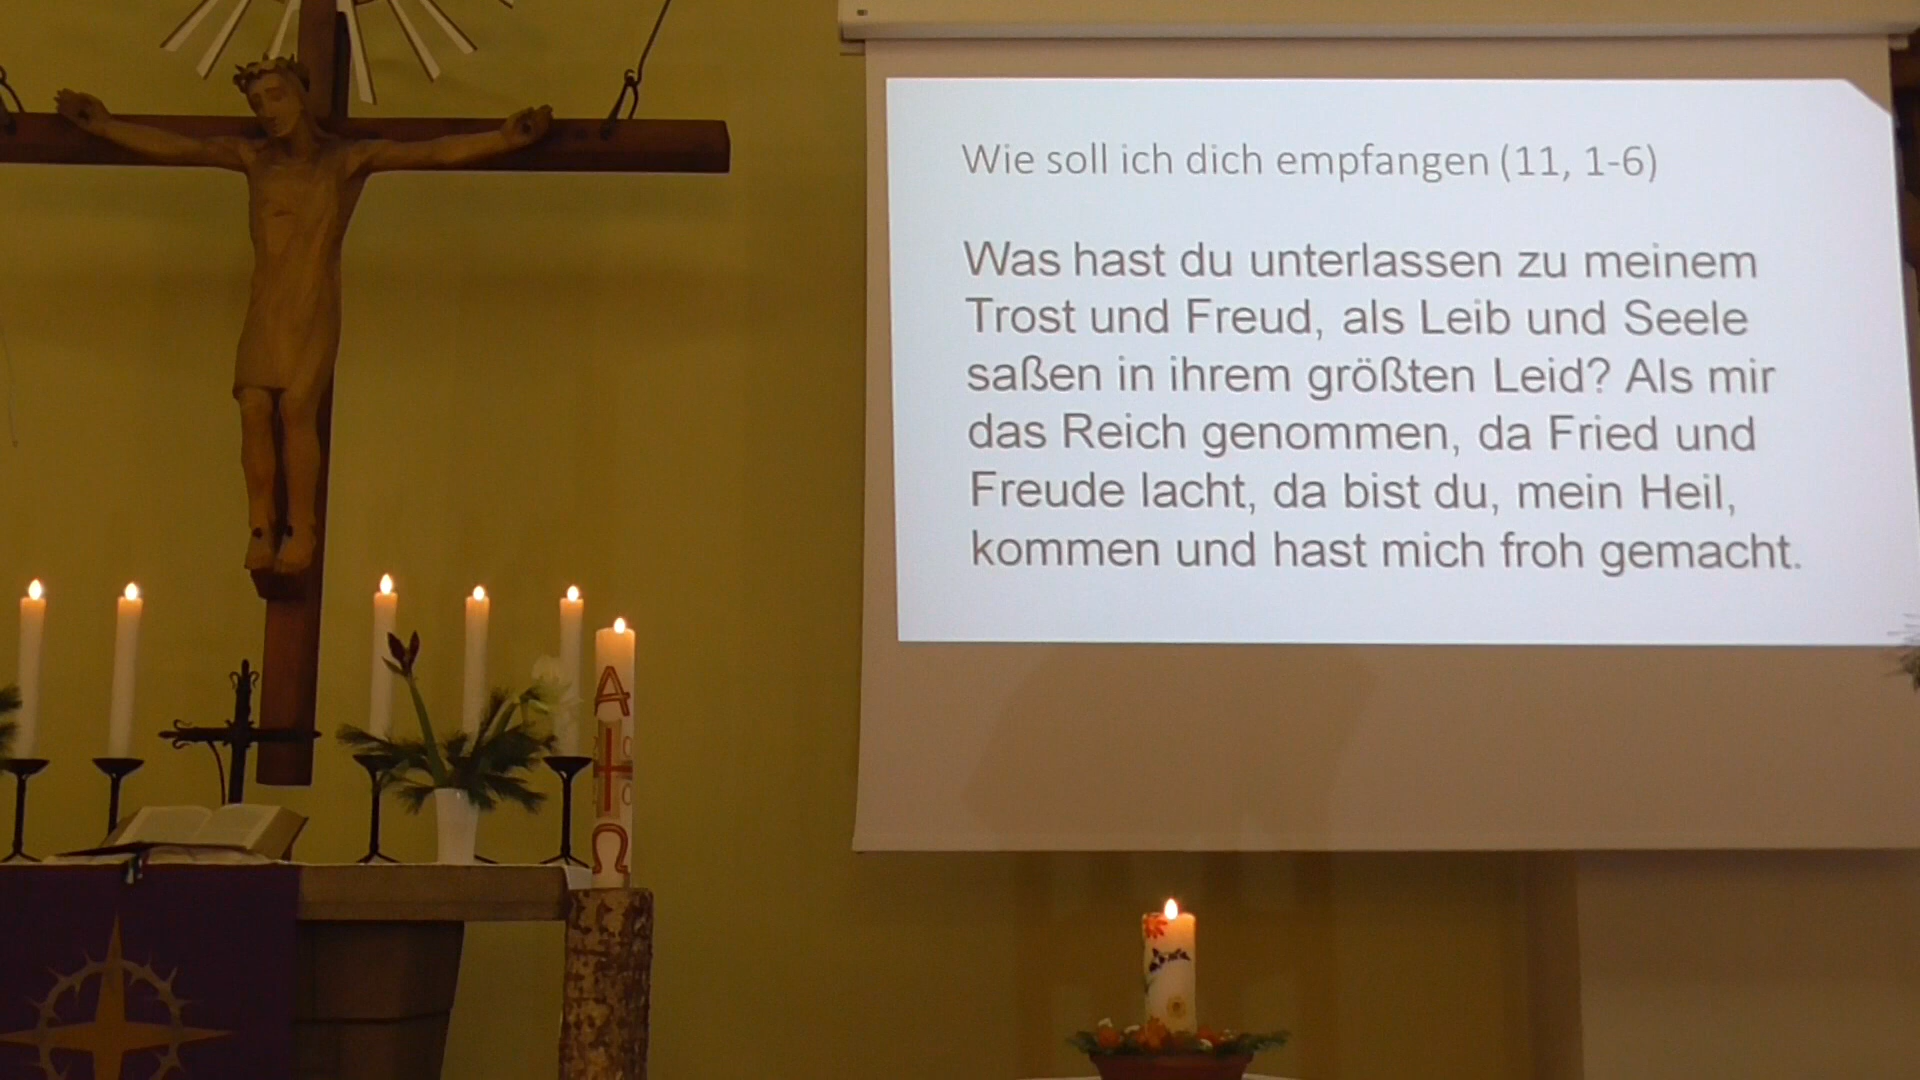 Wie soll ich dich empfangen (11, 1-6)
Was hast du unterlassen zu meinem
Trost und Freud, als Leib und Seele
saßen in ihrem größten Leid? Als mir
das Reich genommen, da Fried und
Freude lacht, da bist du, mein Heil,
kommen und hast mich froh gemacht.
Α
Ω